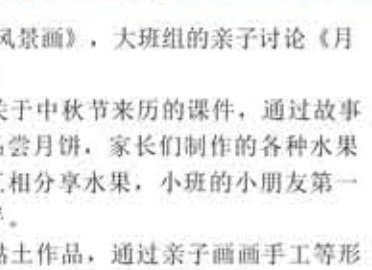 风景画》，大班组的亲子讨论《月
关于中秋节来历的课件，通过故事
品尝月饼，家长们制作的各种水果
互相分享水果，小班的小朋友第一
。
粘土作品，通过亲子画画手工等形